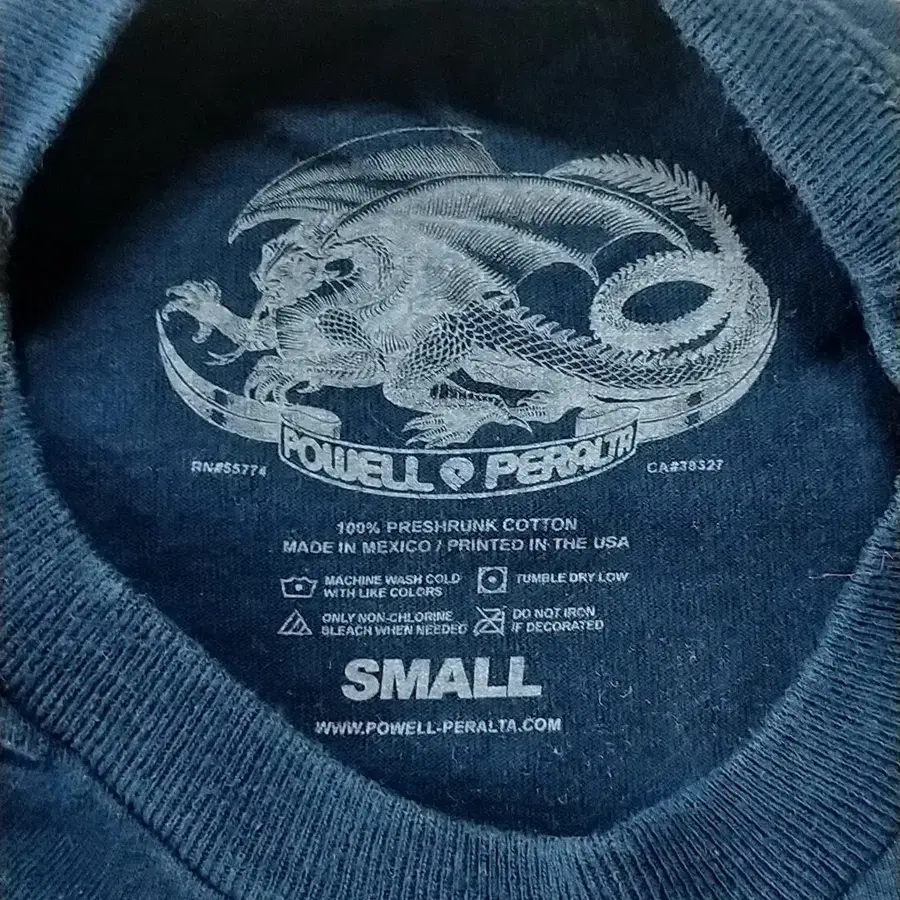 POWELL PERALTA
RN#55774
CA#38327
100% PRESHRUNK COTTON
MADE IN MEXICO / PRINTED IN THE USA
MACHINE WASH COLD
WITH LIKE COLORS
TUMBLE DRY LOW
ONLY NON-CHLORINE
BLEACH WHEN NEEDED
DO NOT IRON
IF DECORATED
SMALL
WWW.POWELL-PERALTA.COM